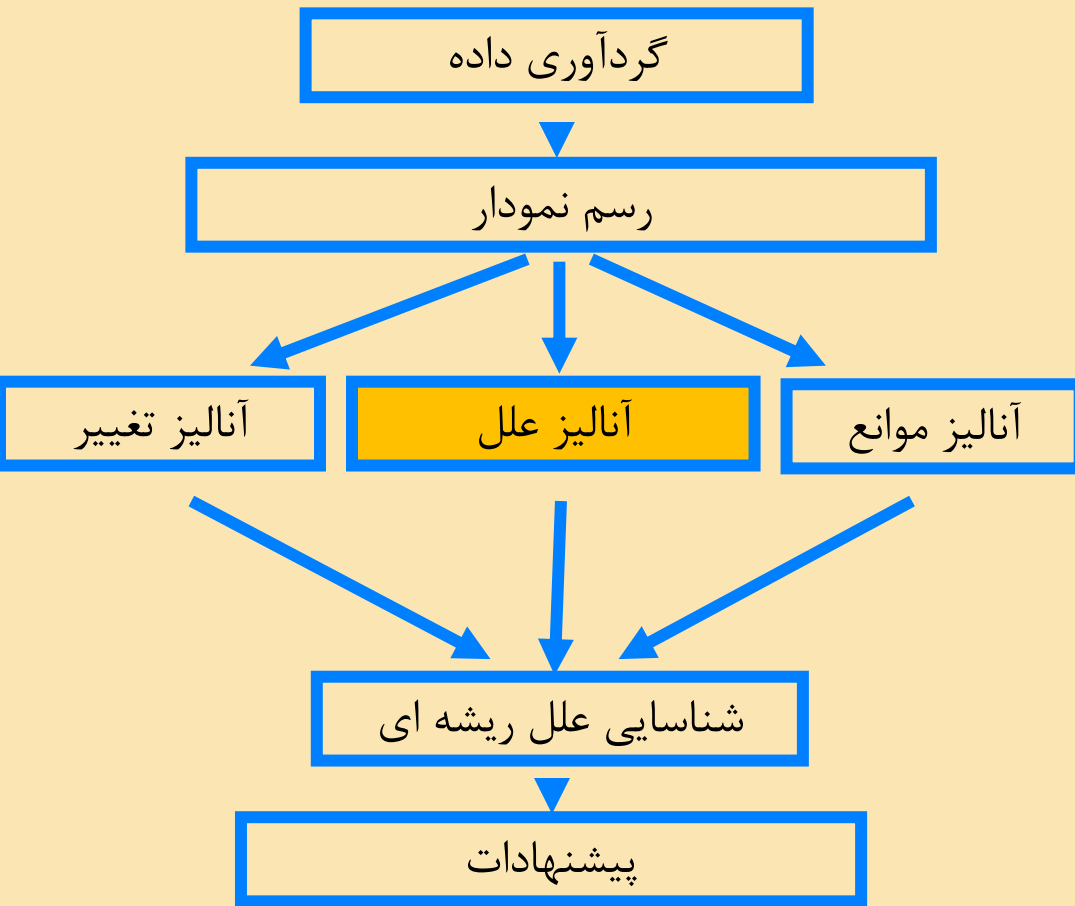 گردآوری داده
رسم نمودار
آنالیز موانع
آنالیز علل
آنالیز تغییر
شناسایی علل ریشه ای
پیشنهادات